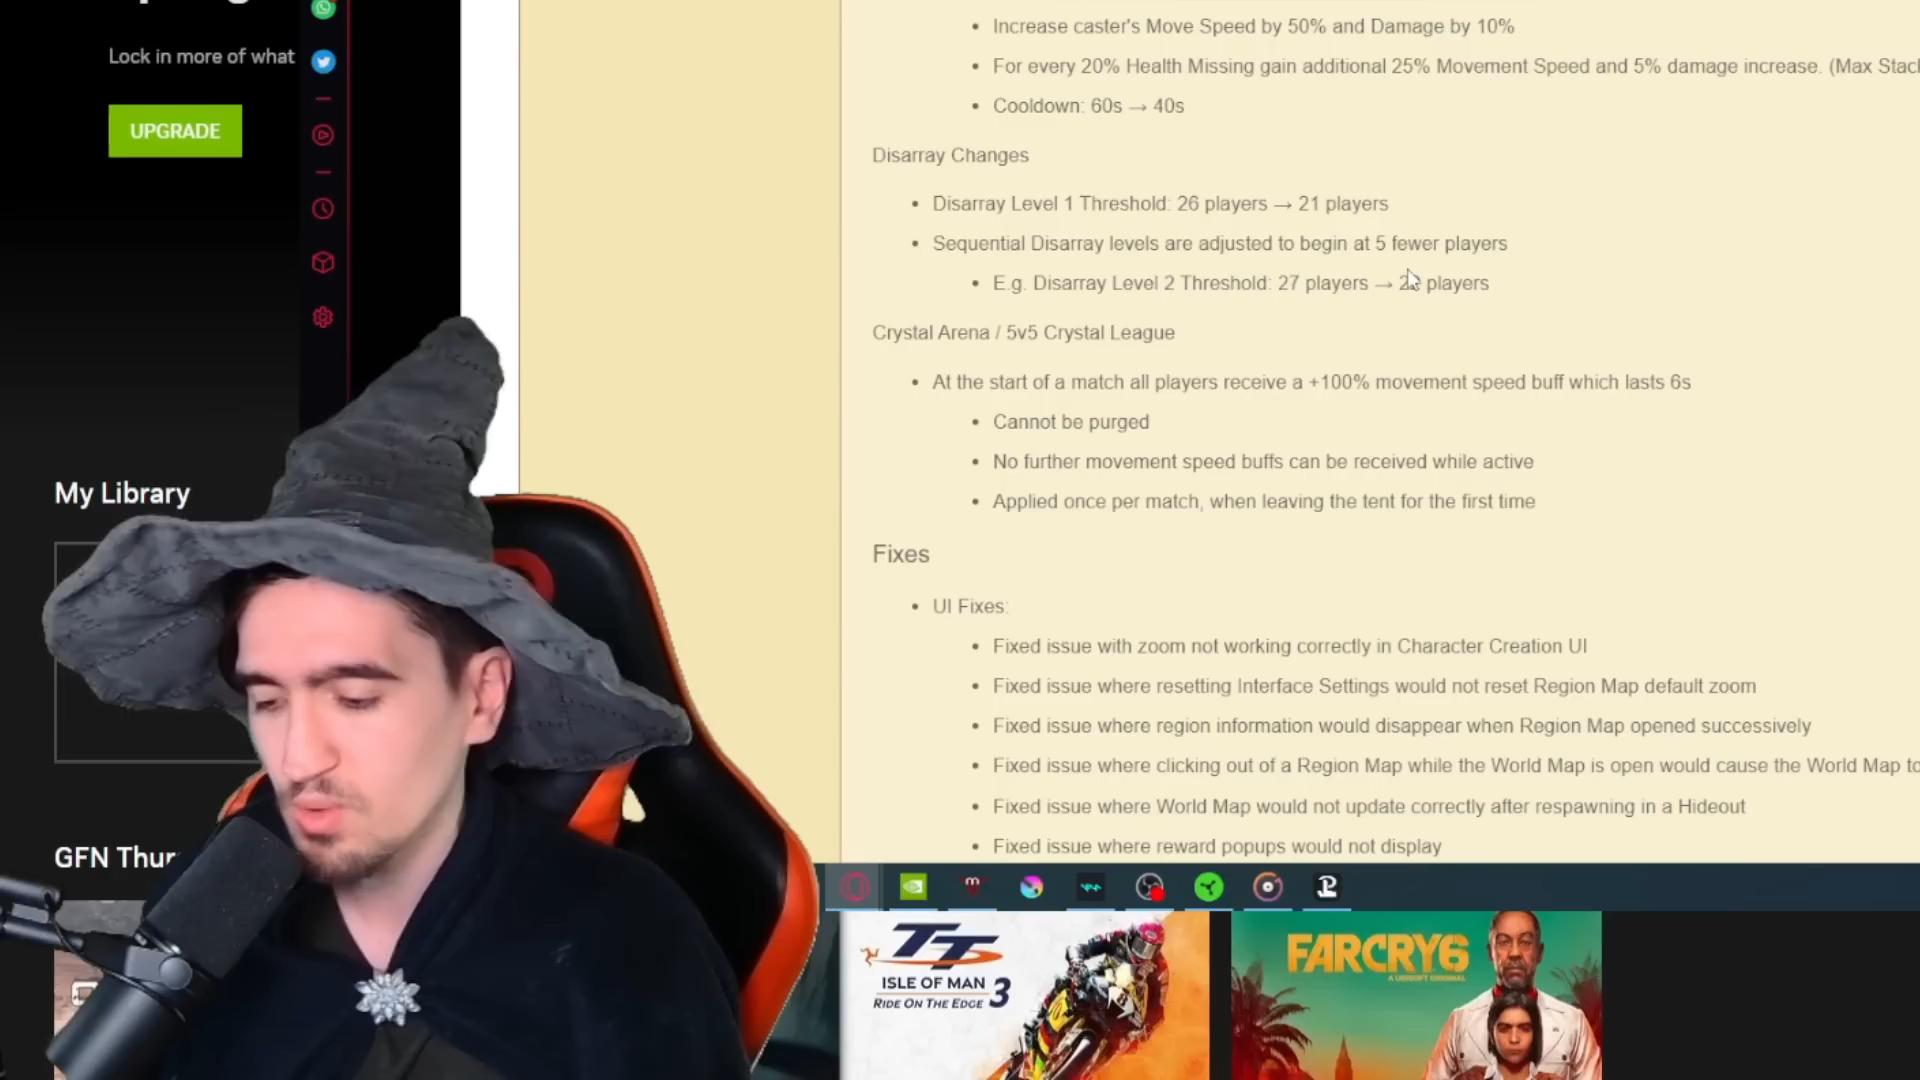 Lock in more of what
UPGRADE
My Library
GFN Thur
Increase caster's Move Speed by 50% and Damage by 10%
For every 20% Health Missing gain additional 25% Movement Speed and 5% damage increase. (Max Stac
Cooldown: 60s → 40s
Disarray Changes
Disarray Level 1 Threshold: 26 players → 21 players
Sequential Disarray levels are adjusted to begin at 5 fewer players
E.g. Disarray Level 2 Threshold: 27 players → players
Crystal Arena / 5v5 Crystal League
At the start of a match all players receive a +100% movement speed buff which lasts 6s
Cannot be purged
No further movement speed buffs can be received while active
Applied once per match, when leaving the tent for the first time
Fixes
UI Fixes:
Fixed issue with zoom not working correctly in Character Creation UI
Fixed issue where resetting Interface Settings would not reset Region Map default zoom
Fixed issue where region information would disappear when Region Map opened successively
Fixed issue where clicking out of a Region Map while the World Map is open would cause the World Map to
Fixed issue where World Map would not update correctly after respawning in a Hideout
Fixed issue where reward popups would not display
TT
ISLE OF MAN
RIDE ON THE EDGE 3
FARCRY6
A UBISOFT ORIGINAL